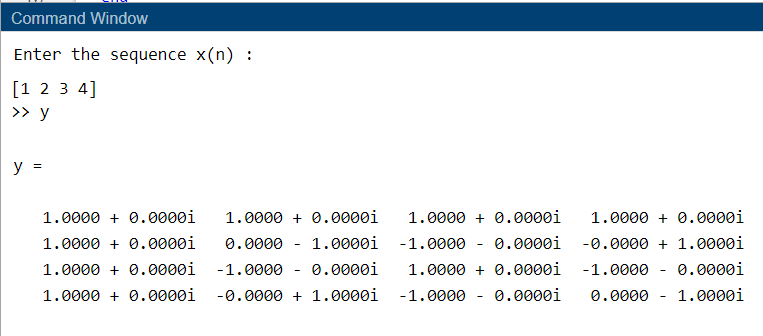 Command Window
Enter the sequence x(n) :
[1 2 3 4]
>> y
y =
1.0000 + 0.0000i 1.0000 + 0.0000i 1.0000 + 0.0000i 1.0000 + 0.0000i
1.0000 + 0.0000i 0.0000 - 1.0000i -1.0000 - 0.0000i -0.0000 + 1.0000i
1.0000 + 0.0000i -1.0000 - 0.0000i 1.0000 + 0.0000i -1.0000 - 0.0000i
1.0000 + 0.0000i -0.0000 + 1.0000i -1.0000 - 0.0000i 0.0000 - 1.0000i